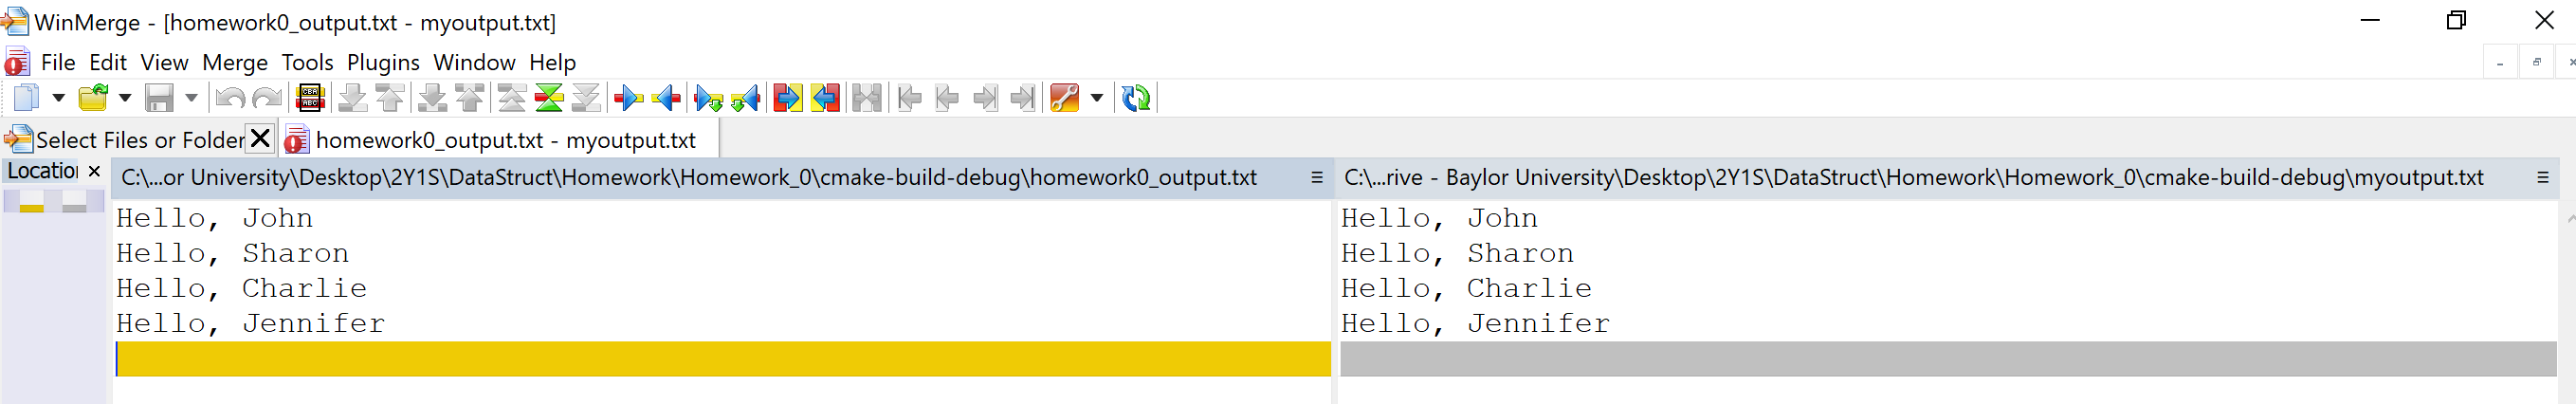 WinMerge - [homework0_output.txt - myoutput.txt]
File Edit View Merge Tools Plugins Window Help
CBA
ABC
Select Files or Folder
homework0_output.txt - myoutput.txt
Locatio
C:\...or University\Desktop\2Y1S\DataStruct\Homework\Homework_0\cmake-build-debug\homework0_output.txt
C:\...rive - Baylor University\Desktop\2Y1S\DataStruct\Homework\Homework_0\cmake-build-debug\myoutput.txt
Hello, John
Hello, Sharon
Hello, Charlie
Hello, Jennifer
Hello, John
Hello, Sharon
Hello, Charlie
Hello, Jennifer